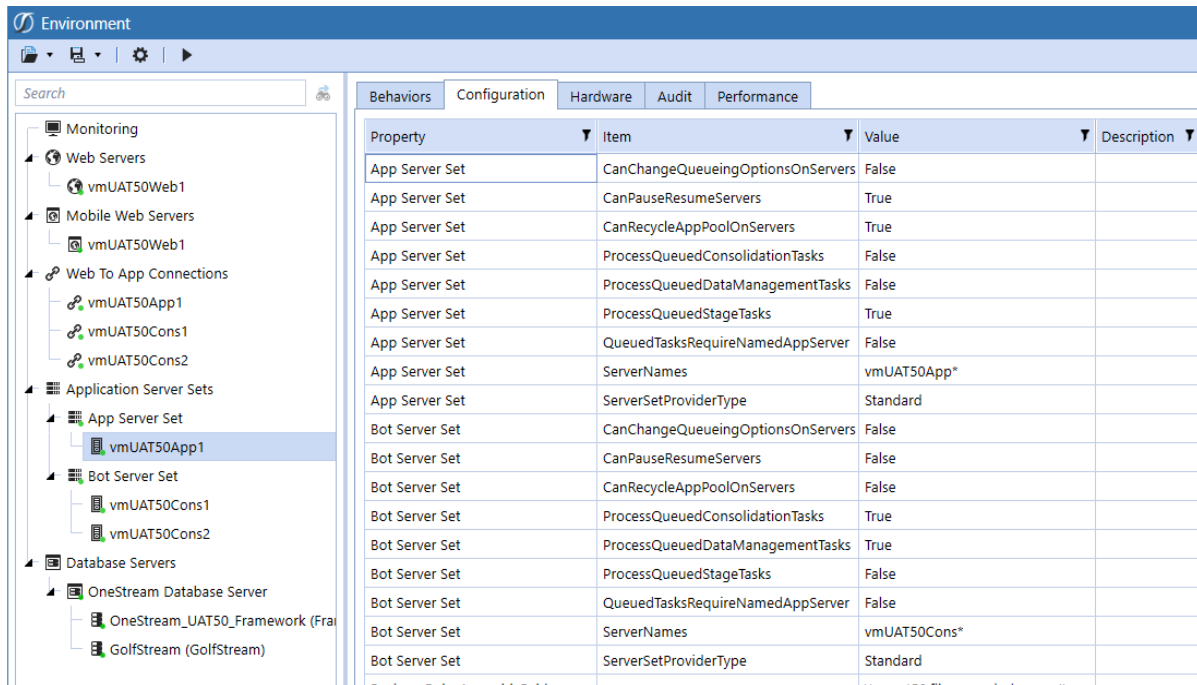 Environment
Search
Monitoring
Web Servers
vmUAT50Web1
Mobile Web Servers
vmUAT50Web1
Web To App Connections
vmUAT50App1
vmUAT50Cons1
vmUAT50Cons2
Application Server Sets
App Server Set
vmUAT50App1
Bot Server Set
vmUAT50Cons1
vmUAT50Cons2
Database Servers
OneStream Database Server
OneStream_UAT50_Framework (Fra
GolfStream (GolfStream)
Behaviors Configuration Hardware Audit Performance
Property Item Value Description
App Server Set CanChangeQueueingOptionsOnServers False
App Server Set CanPauseResumeServers True
App Server Set CanRecycleAppPoolOnServers True
App Server Set ProcessQueuedConsolidationTasks False
App Server Set ProcessQueuedDataManagementTasks False
App Server Set ProcessQueuedStageTasks True
App Server Set QueuedTasksRequireNamedAppServer False
App Server Set ServerNames vmUAT50App*
App Server Set ServerSetProviderType Standard
Bot Server Set CanChangeQueueingOptionsOnServers False
Bot Server Set CanPauseResumeServers False
Bot Server Set CanRecycleAppPoolOnServers False
Bot Server Set ProcessQueuedConsolidationTasks True
Bot Server Set ProcessQueuedDataManagementTasks True
Bot Server Set ProcessQueuedStageTasks False
Bot Server Set QueuedTasksRequireNamedAppServer False
Bot Server Set ServerNames vmUAT50Cons*
Bot Server Set ServerSetProviderType Standard